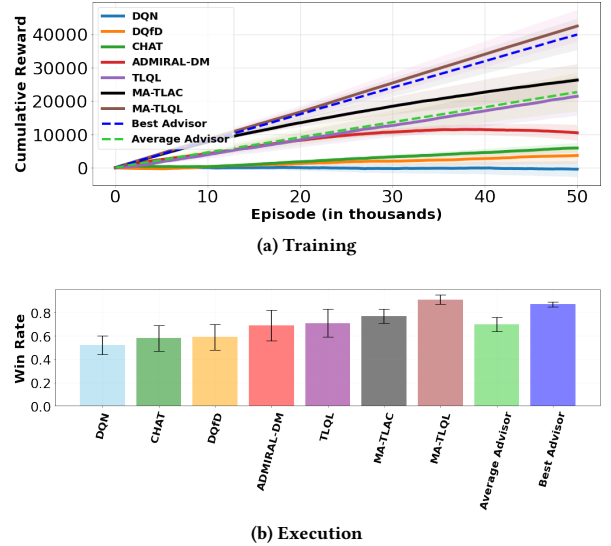 Cumulative Reward
40000
30000
20000
10000
0
DQN
DQfD
CHAT
ADMIRAL-DM
TLQL
MA-TLAC
MA-TLQL
Best Advisor
Average Advisor
0 10 20 30 40 50
Episode (in thousands)
(a) Training
Win Rate
0.8
0.6
0.4
0.2
0.0
DQN
CHAT
DQfD
ADMIRAL-DM
TLQL
MA-TLAC
MA-TLQL
Average Advisor
Best Advisor
(b) Execution